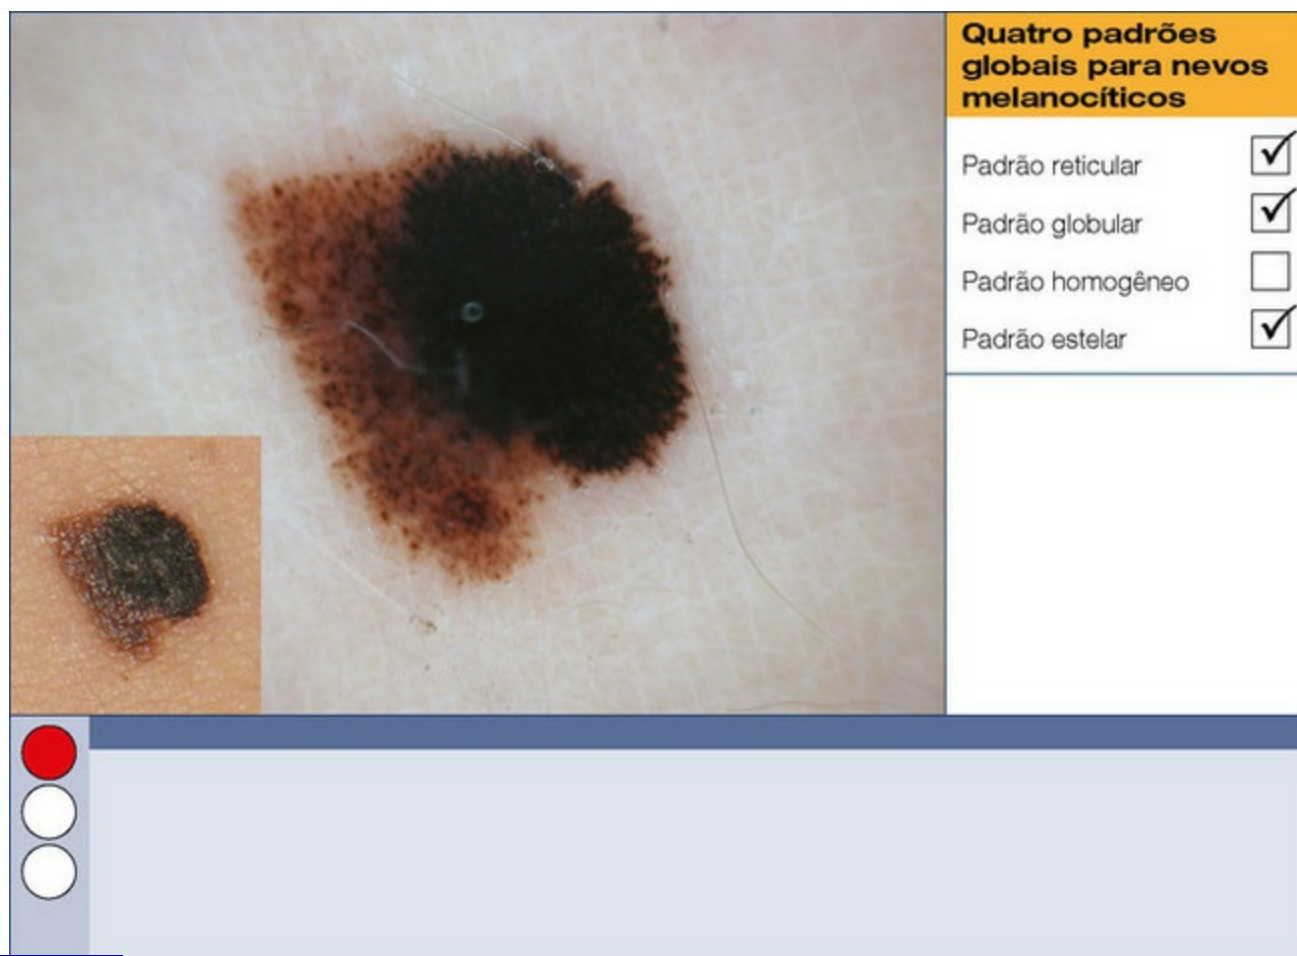 Quatro padrões
globais para nevos
melanocíticos
Padrão reticular
Padrão globular
Padrão homogêneo
Padrão estelar